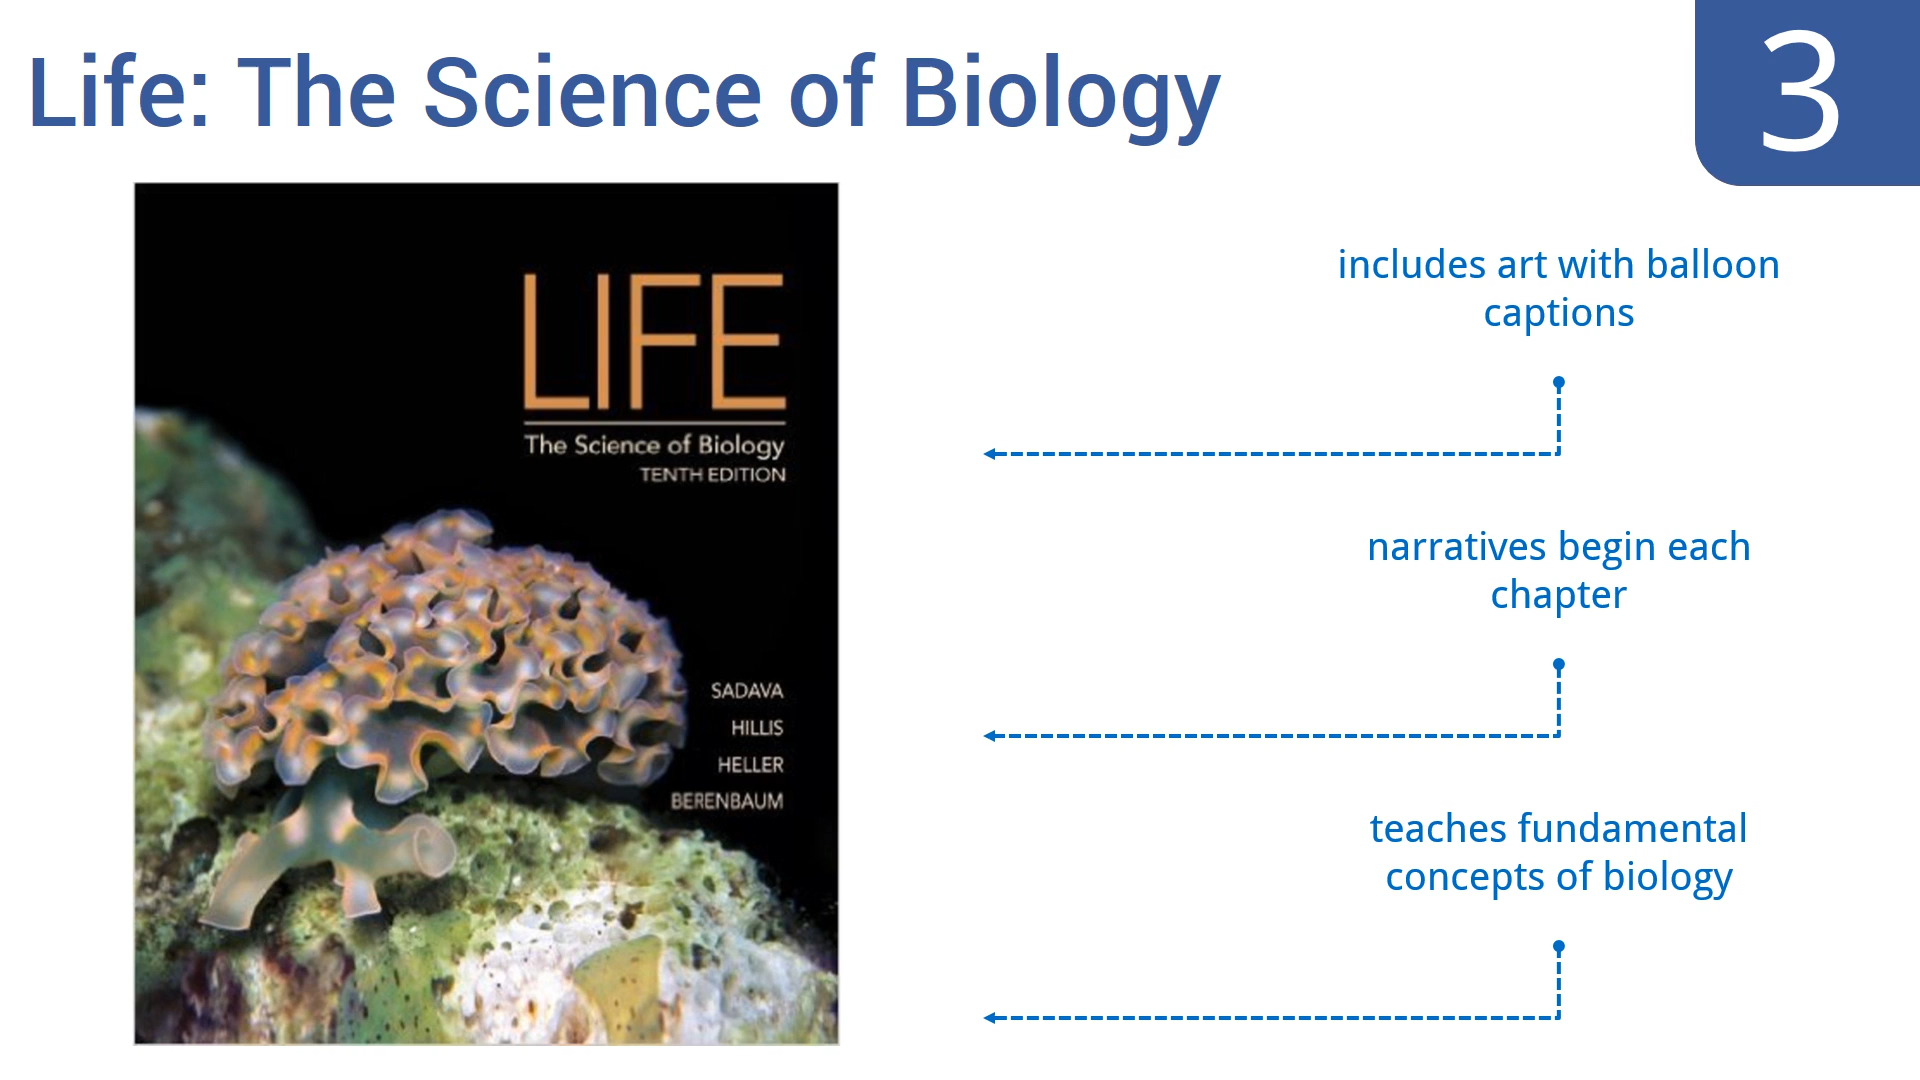 Life: The Science of Biology
3
LIFE
The Science of Biology
TENTH EDITION
SADAVA
HILLIS
HELLER
BERENBAUM
includes art with balloon
captions
narratives begin each
chapter
teaches fundamental
concepts of biology